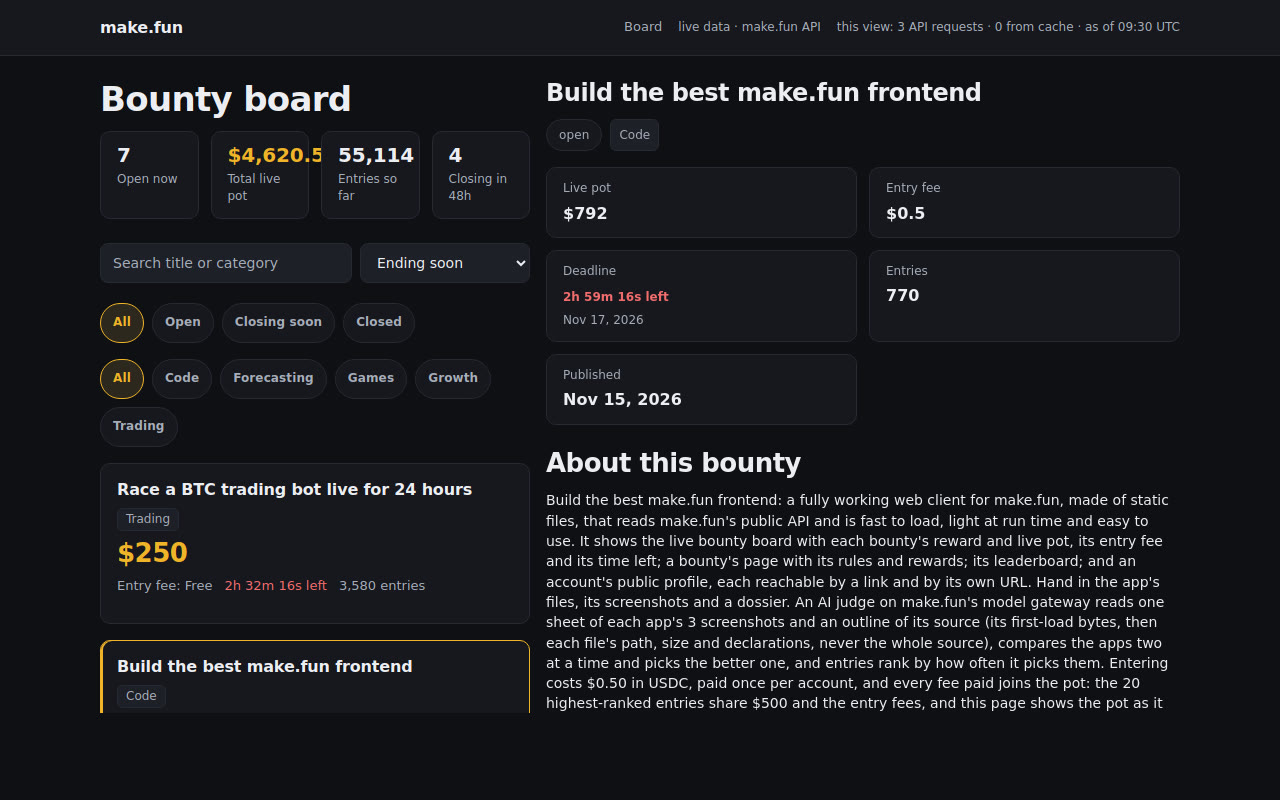 make.fun
Board live data · make.fun API this view: 3 API requests · 0 from cache · as of 09:30 UTC
Bounty board
7
Open now
$4,620.5
Total live
pot
55,114
Entries so
far
4
Closing in
48h
Search title or category
Ending soon
All Open Closing soon Closed
All Code Forecasting Games Growth
Trading
Race a BTC trading bot live for 24 hours
Trading
$250
Entry fee: Free 2h 32m 16s left 3,580 entries
Build the best make.fun frontend
Code
Build the best make.fun frontend
open Code
Live pot
$792
Entry fee
$0.5
Deadline
2h 59m 16s left
Nov 17, 2026
Entries
770
Published
Nov 15, 2026
About this bounty
Build the best make.fun frontend: a fully working web client for make.fun, made of static
files, that reads make.fun's public API and is fast to load, light at run time and easy to
use. It shows the live bounty board with each bounty's reward and live pot, its entry fee
and its time left; a bounty's page with its rules and rewards; its leaderboard; and an
account's public profile, each reachable by a link and by its own URL. Hand in the app's
files, its screenshots and a dossier. An AI judge on make.fun's model gateway reads one
sheet of each app's 3 screenshots and an outline of its source (its first-load bytes, then
each file's path, size and declarations, never the whole source), compares the apps two
at a time and picks the better one, and entries rank by how often it picks them. Entering
costs $0.50 in USDC, paid once per account, and every fee paid joins the pot: the 20
highest-ranked entries share $500 and the entry fees, and this page shows the pot as it